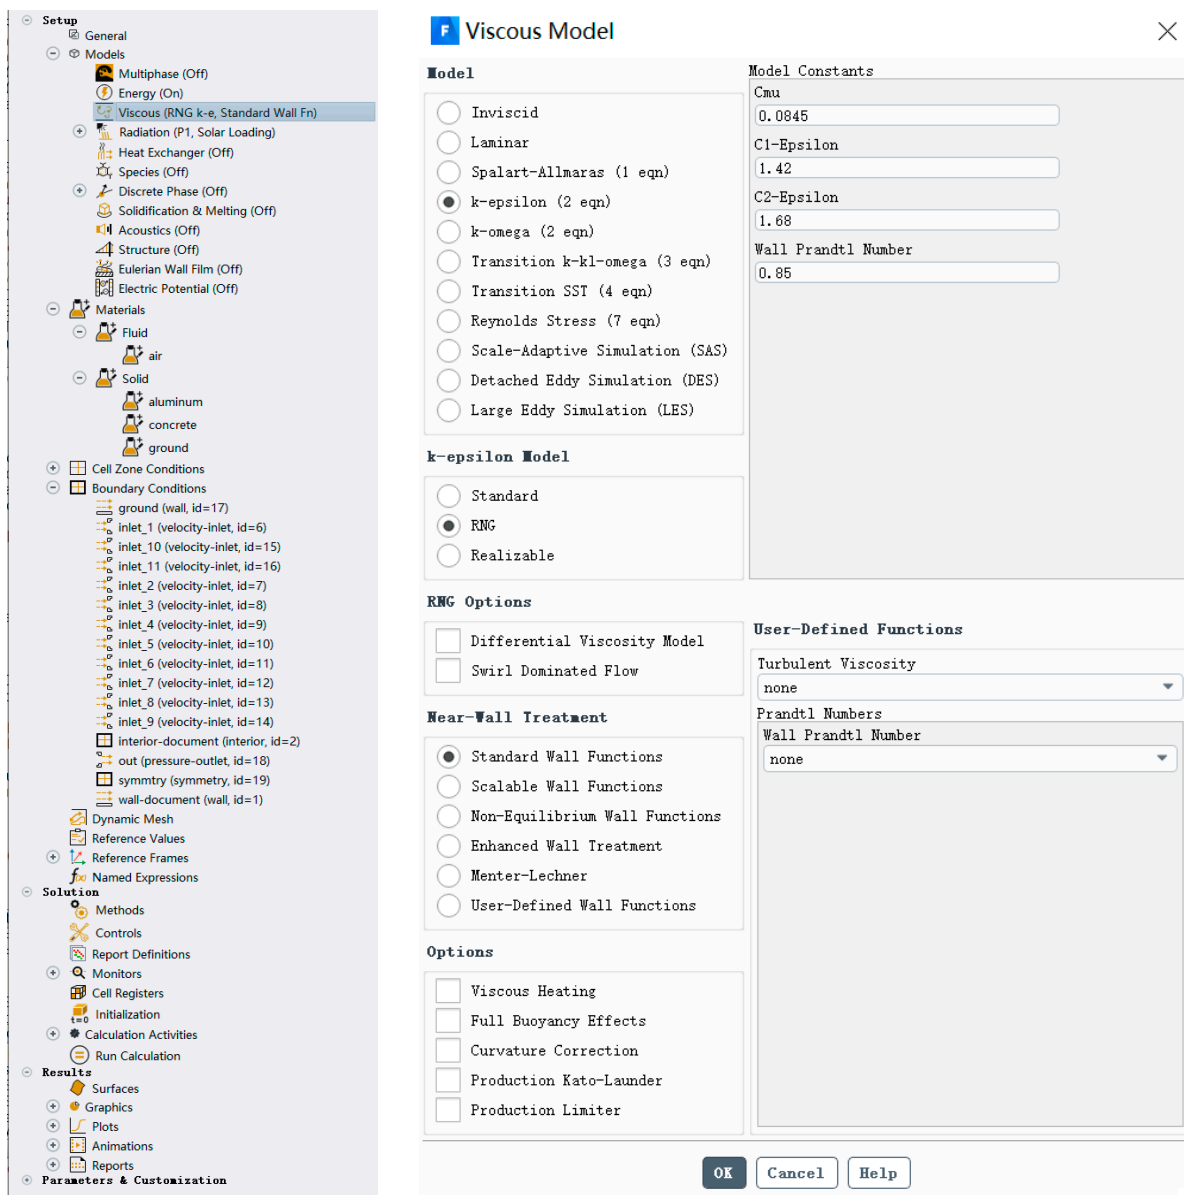 Setup
General
Models
Multiphase (Off)
Energy (On)
Viscous (RNG k-e, Standard Wall Fn)
Radiation (P1, Solar Loading)
Heat Exchanger (Off)
Species (Off)
Discrete Phase (Off)
Solidification & Melting (Off)
Acoustics (Off)
Structure (Off)
Eulerian Wall Film (Off)
Electric Potential (Off)
Materials
Fluid
air
Solid
aluminum
concrete
ground
Cell Zone Conditions
Boundary Conditions
ground (wall, id=17)
inlet_1 (velocity-inlet, id=6)
inlet_10 (velocity-inlet, id=15)
inlet_11 (velocity-inlet, id=16)
inlet_2 (velocity-inlet, id=7)
inlet_3 (velocity-inlet, id=8)
inlet_4 (velocity-inlet, id=9)
inlet_5 (velocity-inlet, id=10)
inlet_6 (velocity-inlet, id=11)
inlet_7 (velocity-inlet, id=12)
inlet_8 (velocity-inlet, id=13)
inlet_9 (velocity-inlet, id=14)
interior-document (interior, id=2)
out (pressure-outlet, id=18)
symmtry (symmetry, id=19)
wall-document (wall, id=1)
Dynamic Mesh
Reference Values
Reference Frames
f(x) Named Expressions
Solution
Methods
Controls
Report Definitions
Monitors
Cell Registers
t=0 Initialization
Calculation Activities
Run Calculation
Results
Surfaces
Graphics
Plots
Animations
Reports
Parameters & Customization
F Viscous Model
Model
Inviscid
Laminar
Spalart-Allmaras (1 eqn)
k-epsilon (2 eqn)
k-omega (2 eqn)
Transition k-kl-omega (3 eqn)
Transition SST (4 eqn)
Reynolds Stress (7 eqn)
Scale-Adaptive Simulation (SAS)
Detached Eddy Simulation (DES)
Large Eddy Simulation (LES)
k-epsilon Model
Standard
RNG
Realizable
RNG Options
Differential Viscosity Model
Swirl Dominated Flow
Near-Wall Treatment
Standard Wall Functions
Scalable Wall Functions
Non-Equilibrium Wall Functions
Enhanced Wall Treatment
Menter-Lechner
User-Defined Wall Functions
Options
Viscous Heating
Full Buoyancy Effects
Curvature Correction
Production Kato-Launder
Production Limiter
Model Constants
Cmu
0.0845
C1-Epsilon
1.42
C2-Epsilon
1.68
Wall Prandtl Number
0.85
User-Defined Functions
Turbulent Viscosity
none
Prandtl Numbers
Wall Prandtl Number
none
OK
Cancel
Help